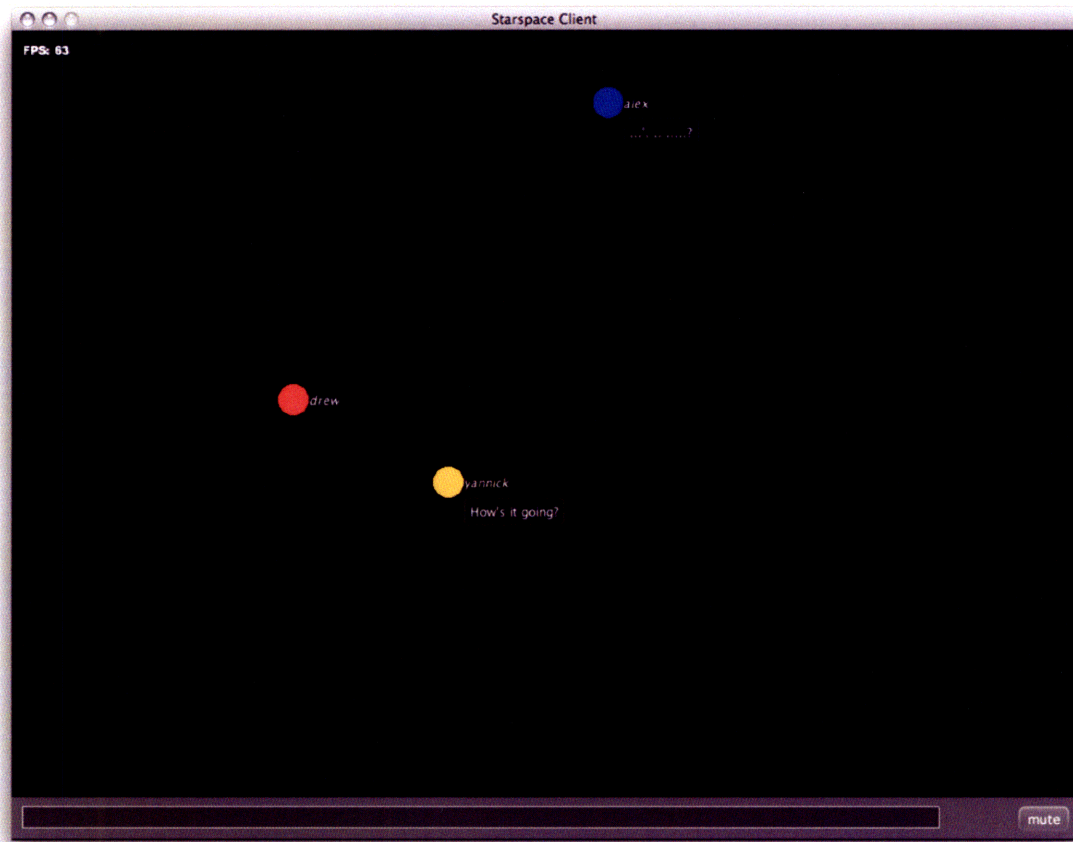 Starspace Client
FPS: 63
alex
...'. .. .....?
drew
yannick
How's it going?
mute